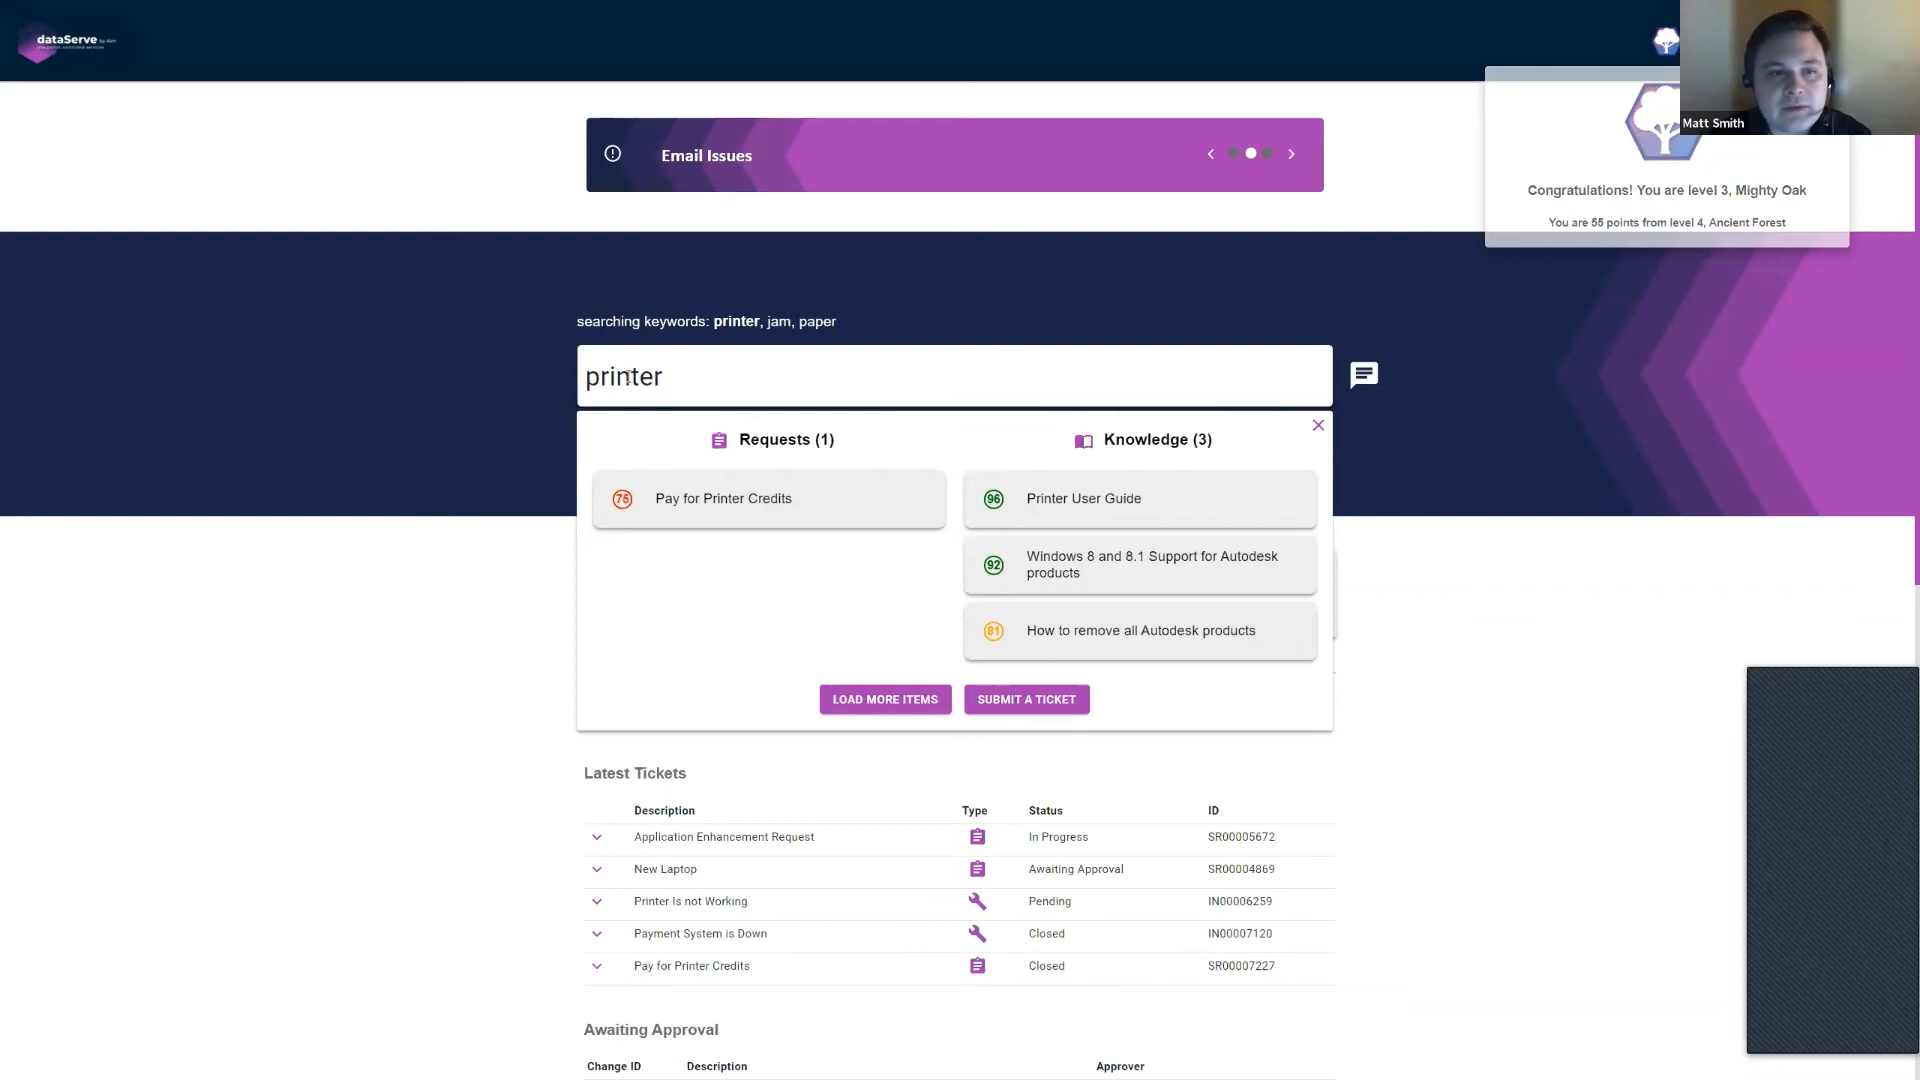 dataServe
Matt Smith
Email Issues
Congratulations! You are level 3, Mighty Oak
You are 55 points from level 4, Ancient Forest
searching keywords: printer, jam, paper
printer
Requests (1)
Knowledge (3)
75 Pay for Printer Credits
96 Printer User Guide
92 Windows 8 and 8.1 Support for Autodesk
products
81 How to remove all Autodesk products
LOAD MORE ITEMS
SUBMIT A TICKET
Latest Tickets
Description Type Status ID
Application Enhancement Request In Progress SR00005672
New Laptop Awaiting Approval SR00004869
Printer Is not Working Pending IN00006259
Payment System is Down Closed IN00007120
Pay for Printer Credits Closed SR00007227
Awaiting Approval
Change ID Description Approver